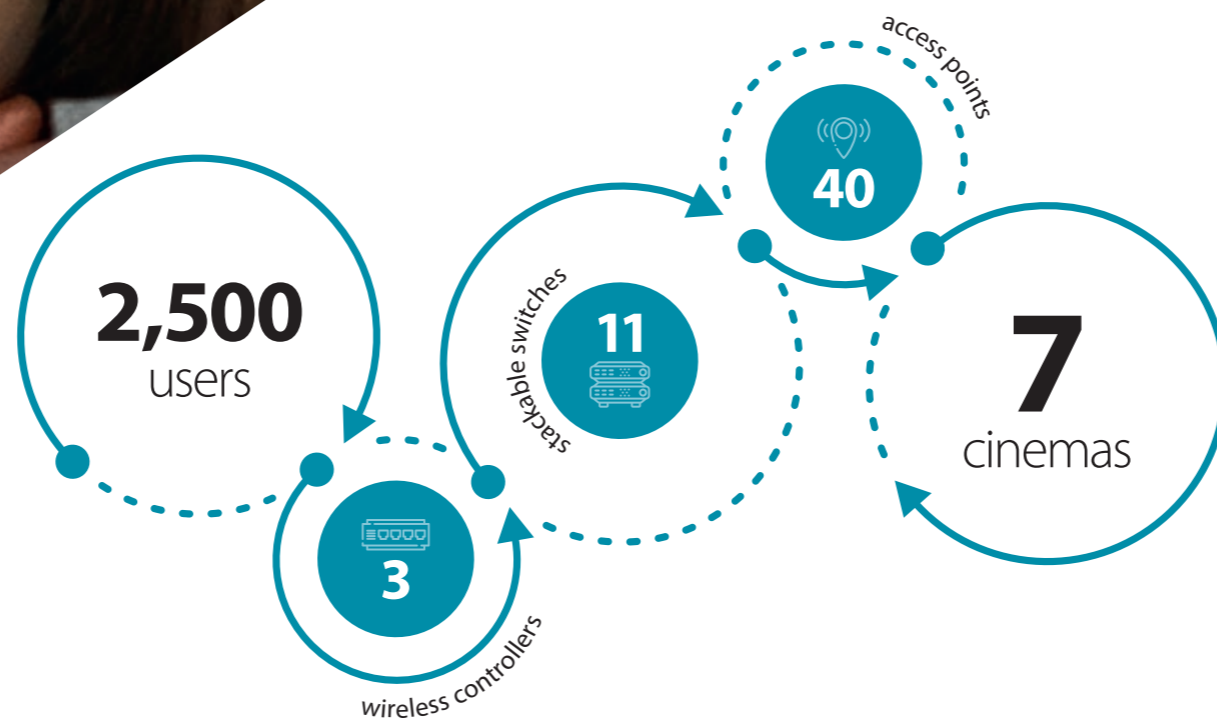 2,500
users
3
wireless controllers
11
stackable switches
40
access points
7
cinemas